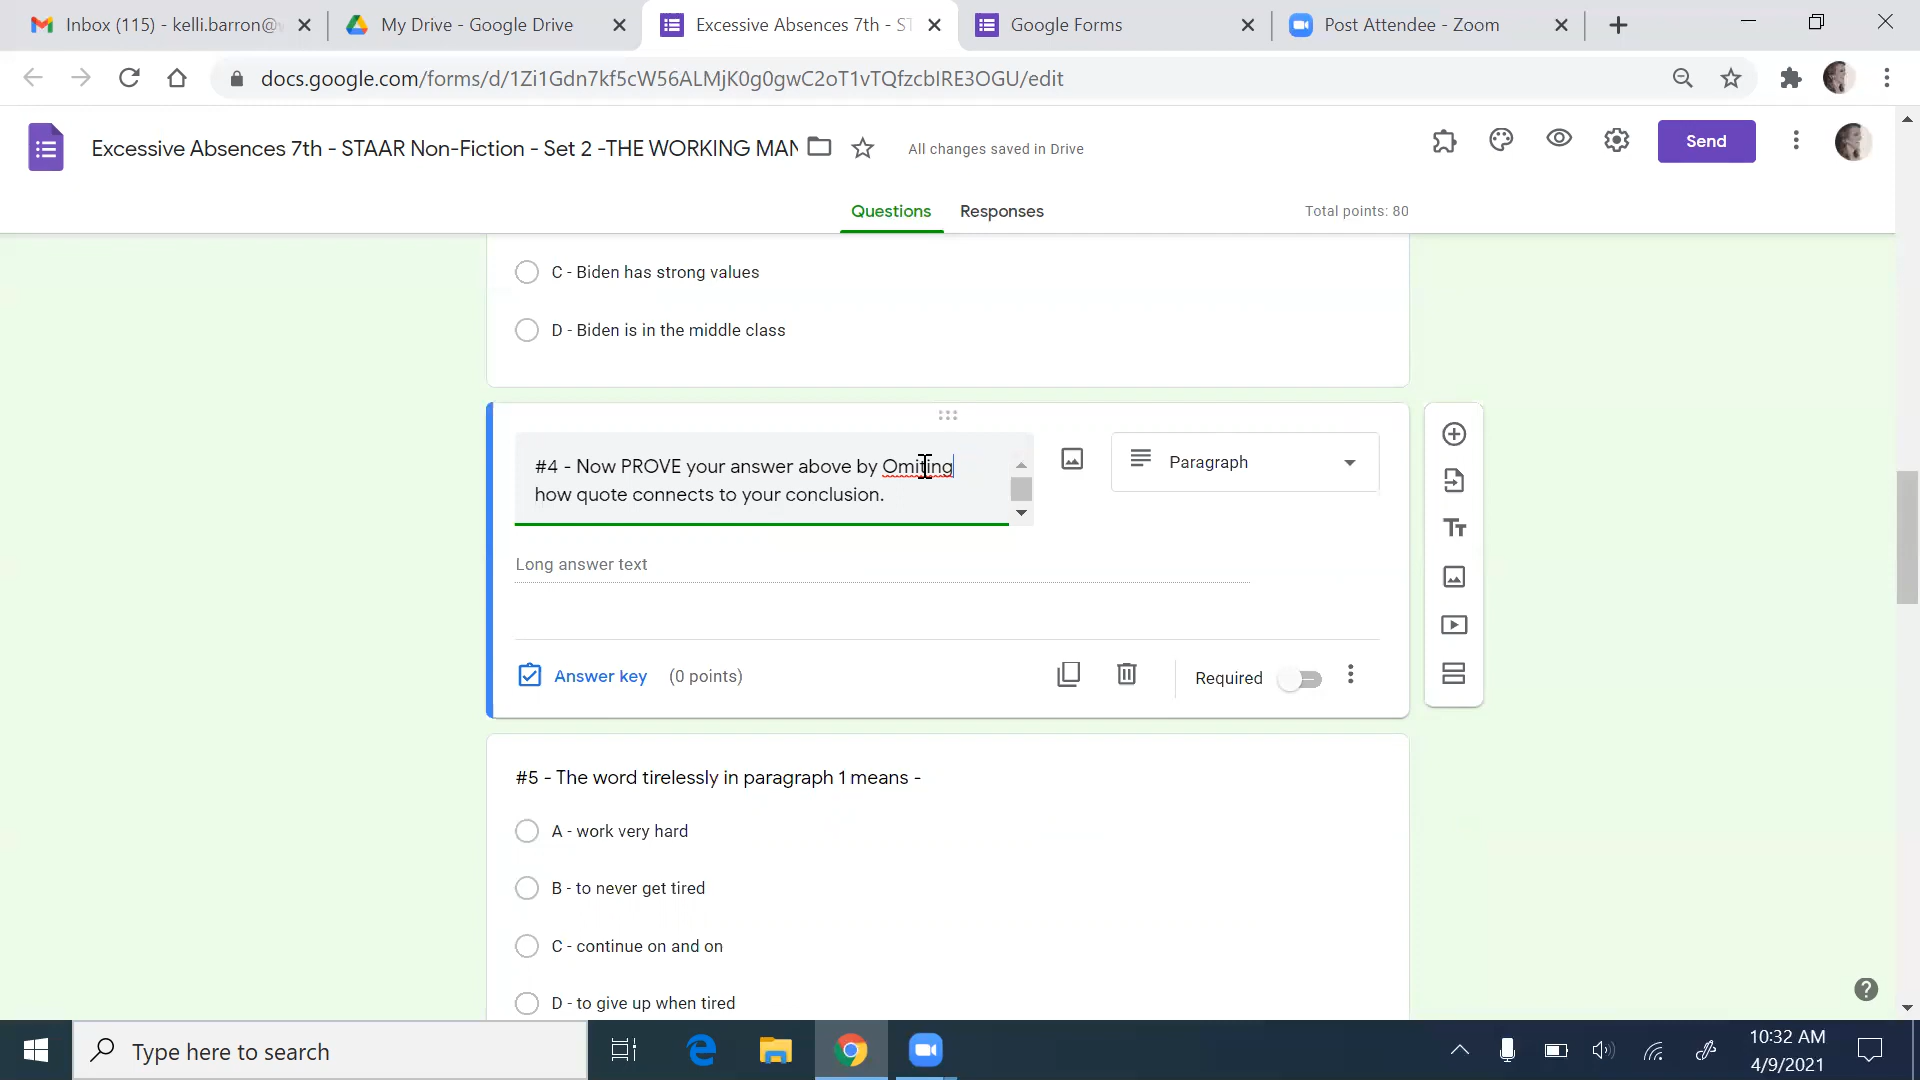 Inbox (115) - kelli.barron@
My Drive - Google Drive
Excessive Absences 7th - ST
Google Forms
Post Attendee - Zoom
docs.google.com/forms/d/1Zi1Gdn7kf5cW56ALMjK0g0gwC2oT1vTQfzcbIRE3OGU/edit
Excessive Absences 7th - STAAR Non-Fiction - Set 2 -THE WORKING MAN
All changes saved in Drive
Send
Questions
Responses
Total points: 80
C - Biden has strong values
D - Biden is in the middle class
#4 - Now PROVE your answer above by Omiting
how quote connects to your conclusion.
Paragraph
Long answer text
Answer key
(0 points)
Required
#5 - The word tirelessly in paragraph 1 means -
A - work very hard
B - to never get tired
C - continue on and on
D - to give up when tired
Type here to search
10:32 AM
4/9/2021